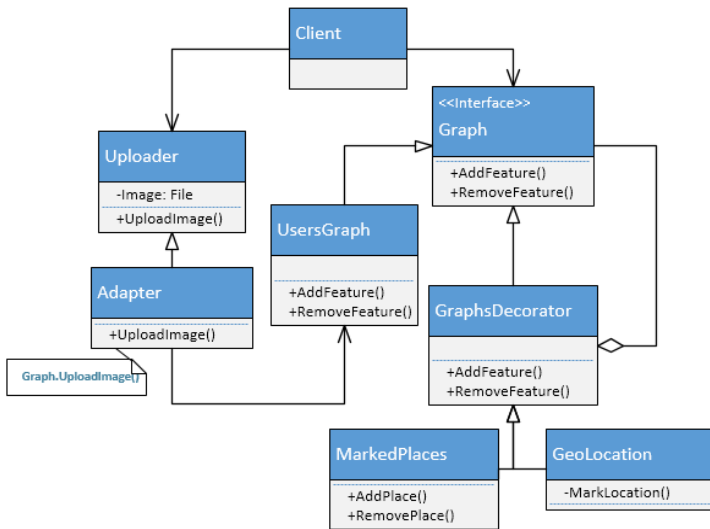 Client
<<Interface>>
Graph
+AddFeature()
+RemoveFeature()
Uploader
-Image: File
+UploadImage()
UsersGraph
+AddFeature()
+RemoveFeature()
Adapter
+UploadImage()
Graph.UploadImage()
GraphsDecorator
+AddFeature()
+RemoveFeature()
MarkedPlaces
+AddPlace()
+RemovePlace()
GeoLocation
-MarkLocation()